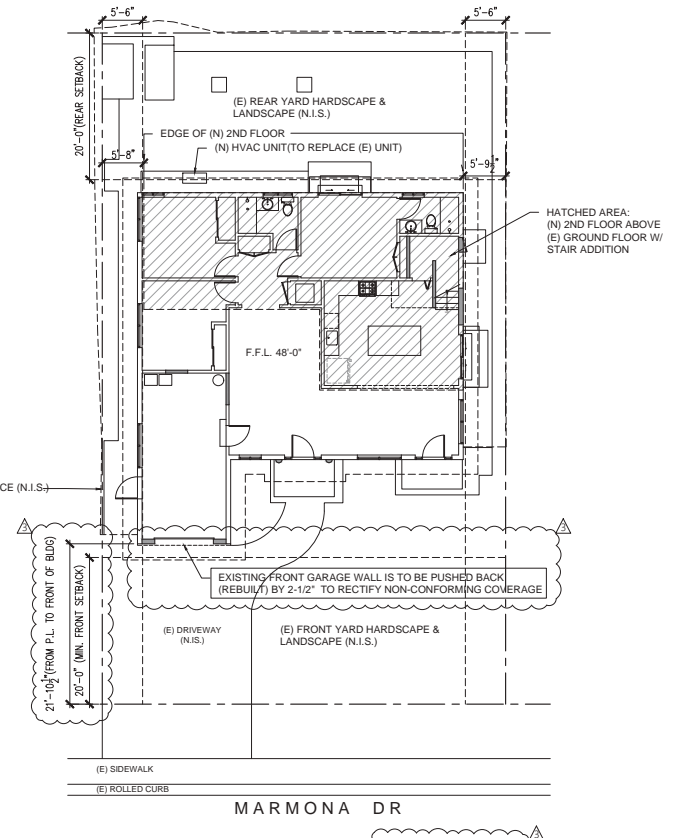 5'-6"
5'-6"
20'-0"(REAR SETBACK)
(E) REAR YARD HARDSCAPE &
LANDSCAPE (N.I.S.)
EDGE OF (N) 2ND FLOOR
(N) HVAC UNIT(TO REPLACE (E) UNIT)
5'-8"
5'-9½"
HATCHED AREA:
(N) 2ND FLOOR ABOVE
(E) GROUND FLOOR W/
STAIR ADDITION
F.F.L. 48'-0"
CE (N.I.S.)
3
3
EXISTING FRONT GARAGE WALL IS TO BE PUSHED BACK
(REBUILT) BY 2-1/2" TO RECTIFY NON-CONFORMING COVERAGE
21'-10½"(FROM P.L. TO FRONT OF BLDG)
20'-0" (MIN. FRONT SETBACK)
(E) DRIVEWAY
(N.IS.)
(E) FRONT YARD HARDSCAPE &
LANDSCAPE (N.I.S.)
(E) SIDEWALK
(E) ROLLED CURB
MARMONA DR
3